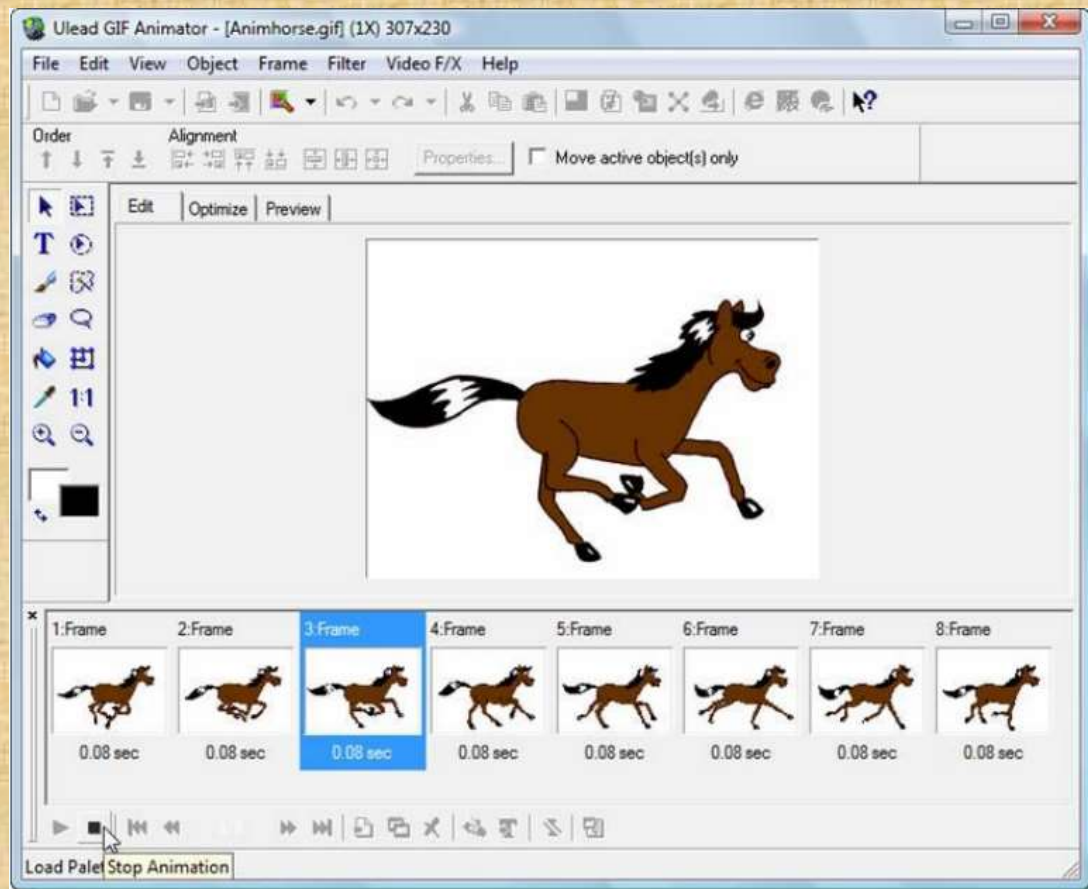 Ulead GIF Animator - [Animhorse.gif] (1X) 307x230
File Edit View Object Frame Filter Video F/X Help
Order Alignment
Properties... Move active object(s) only
Edit Optimize Preview
T
1:1
1:Frame 2:Frame 3:Frame 4:Frame 5:Frame 6:Frame 7:Frame 8:Frame
0.08 sec 0.08 sec 0.08 sec 0.08 sec 0.08 sec 0.08 sec 0.08 sec 0.08 sec
Load Palet Stop Animation